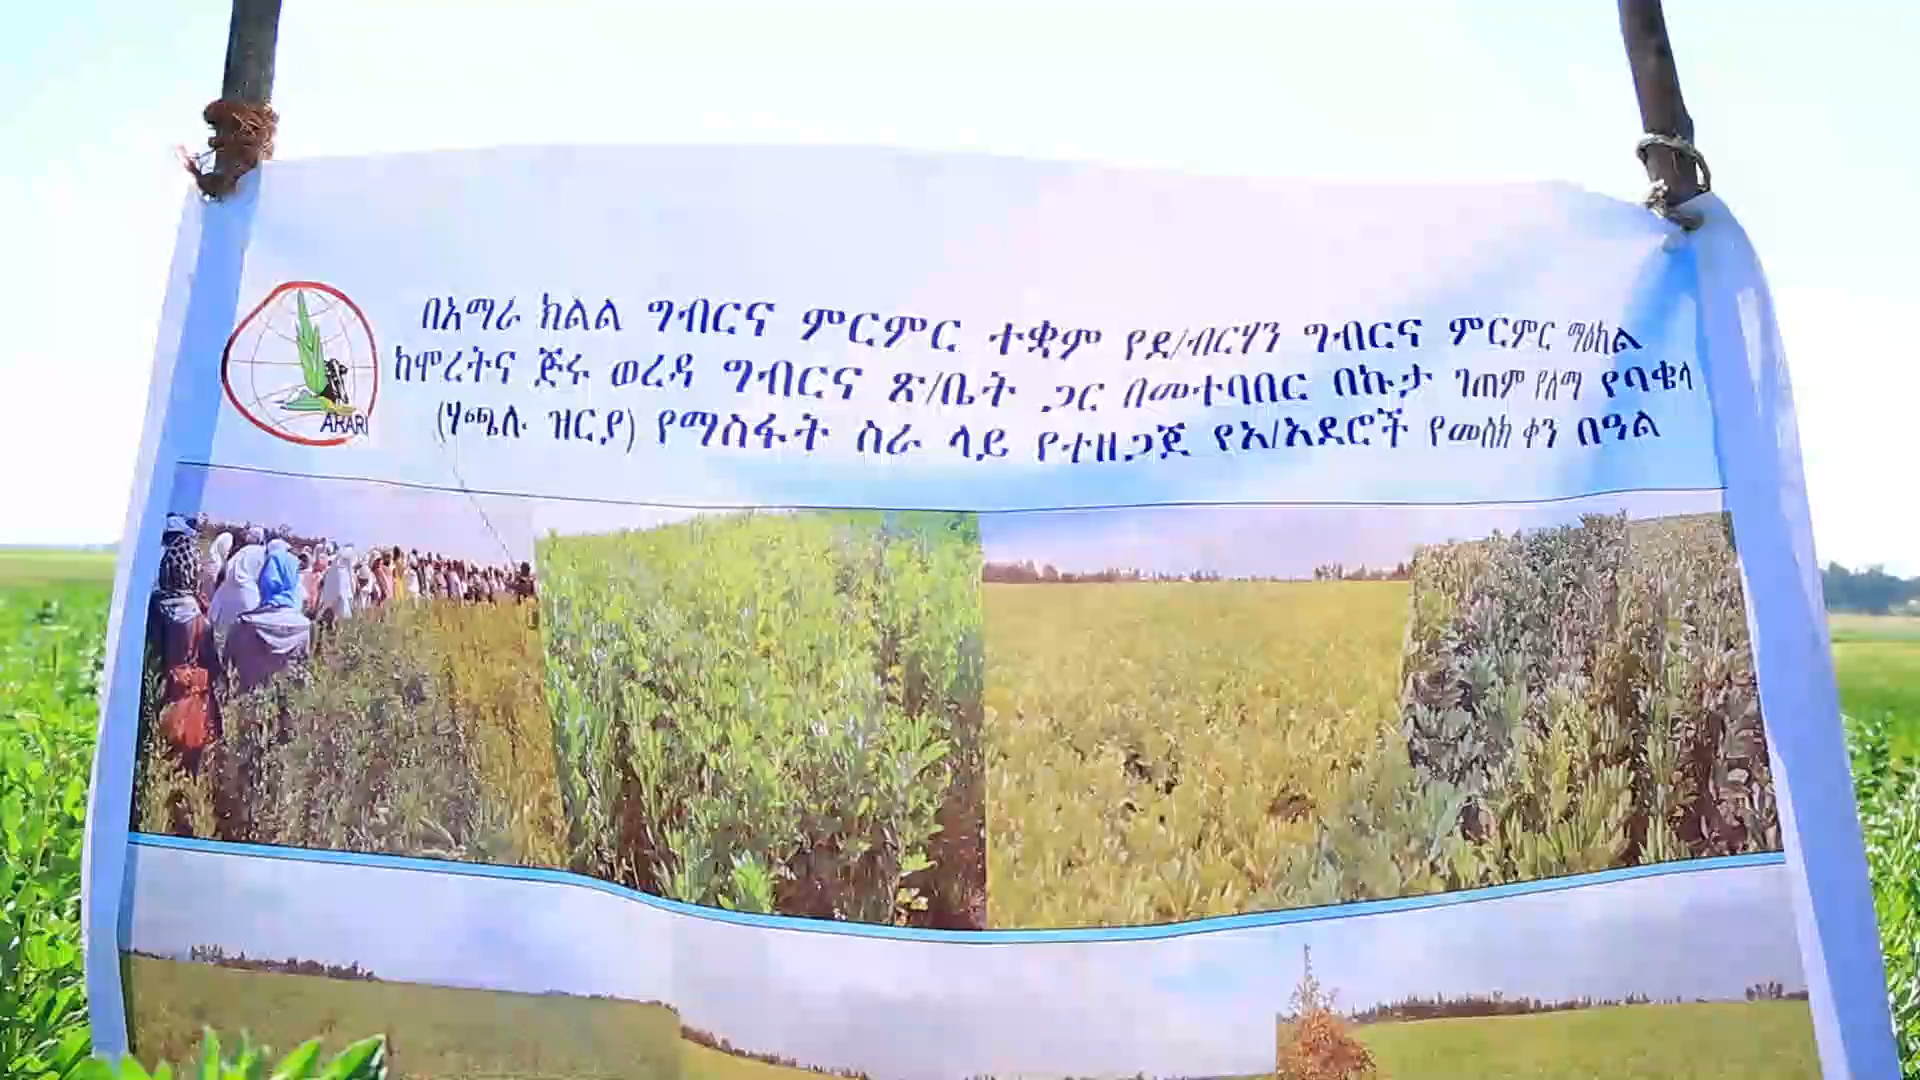 በአማራ ክልል ግብርና ምርምር ተቋም የደ/ብርሃን ግብርና ምርምር ማዕከል
ከሞረትና ጅሩ ወረዳ ግብርና ጽ/ቤት ጋር በመተባበር በኩታ ገጠም የለማ የባቄላ
(ሃጫሉ ዝርያ) የማስፋት ስራ ላይ የተዘጋጀ የአ/አደሮች የመስክ ቀን በዓል
ARARI